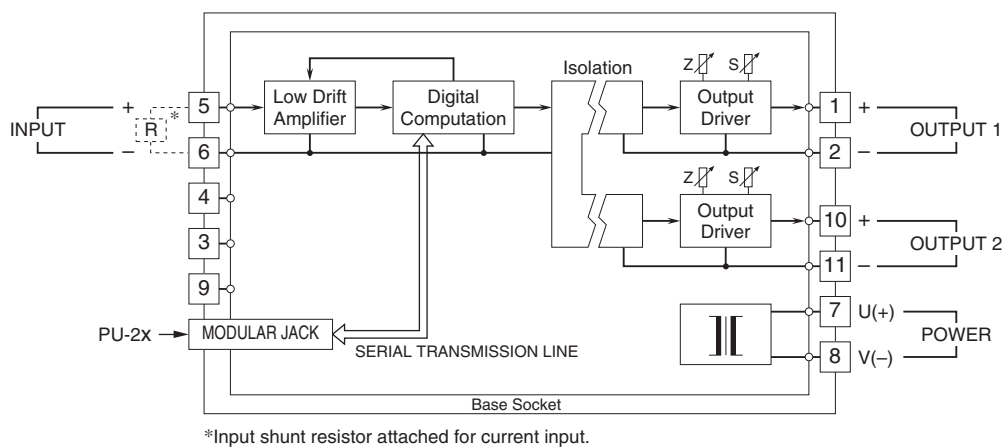 INPUT
+
–
R
*
5
6
4
3
9
PU-2x
MODULAR JACK
SERIAL TRANSMISSION LINE
Low Drift
Amplifier
Digital
Computation
Isolation
Z
S
Output
Driver
1
+
2
–
OUTPUT 1
Z
S
Output
Driver
10
+
11
–
OUTPUT 2
7
U(+)
8
V(–)
POWER
Base Socket
*Input shunt resistor attached for current input.